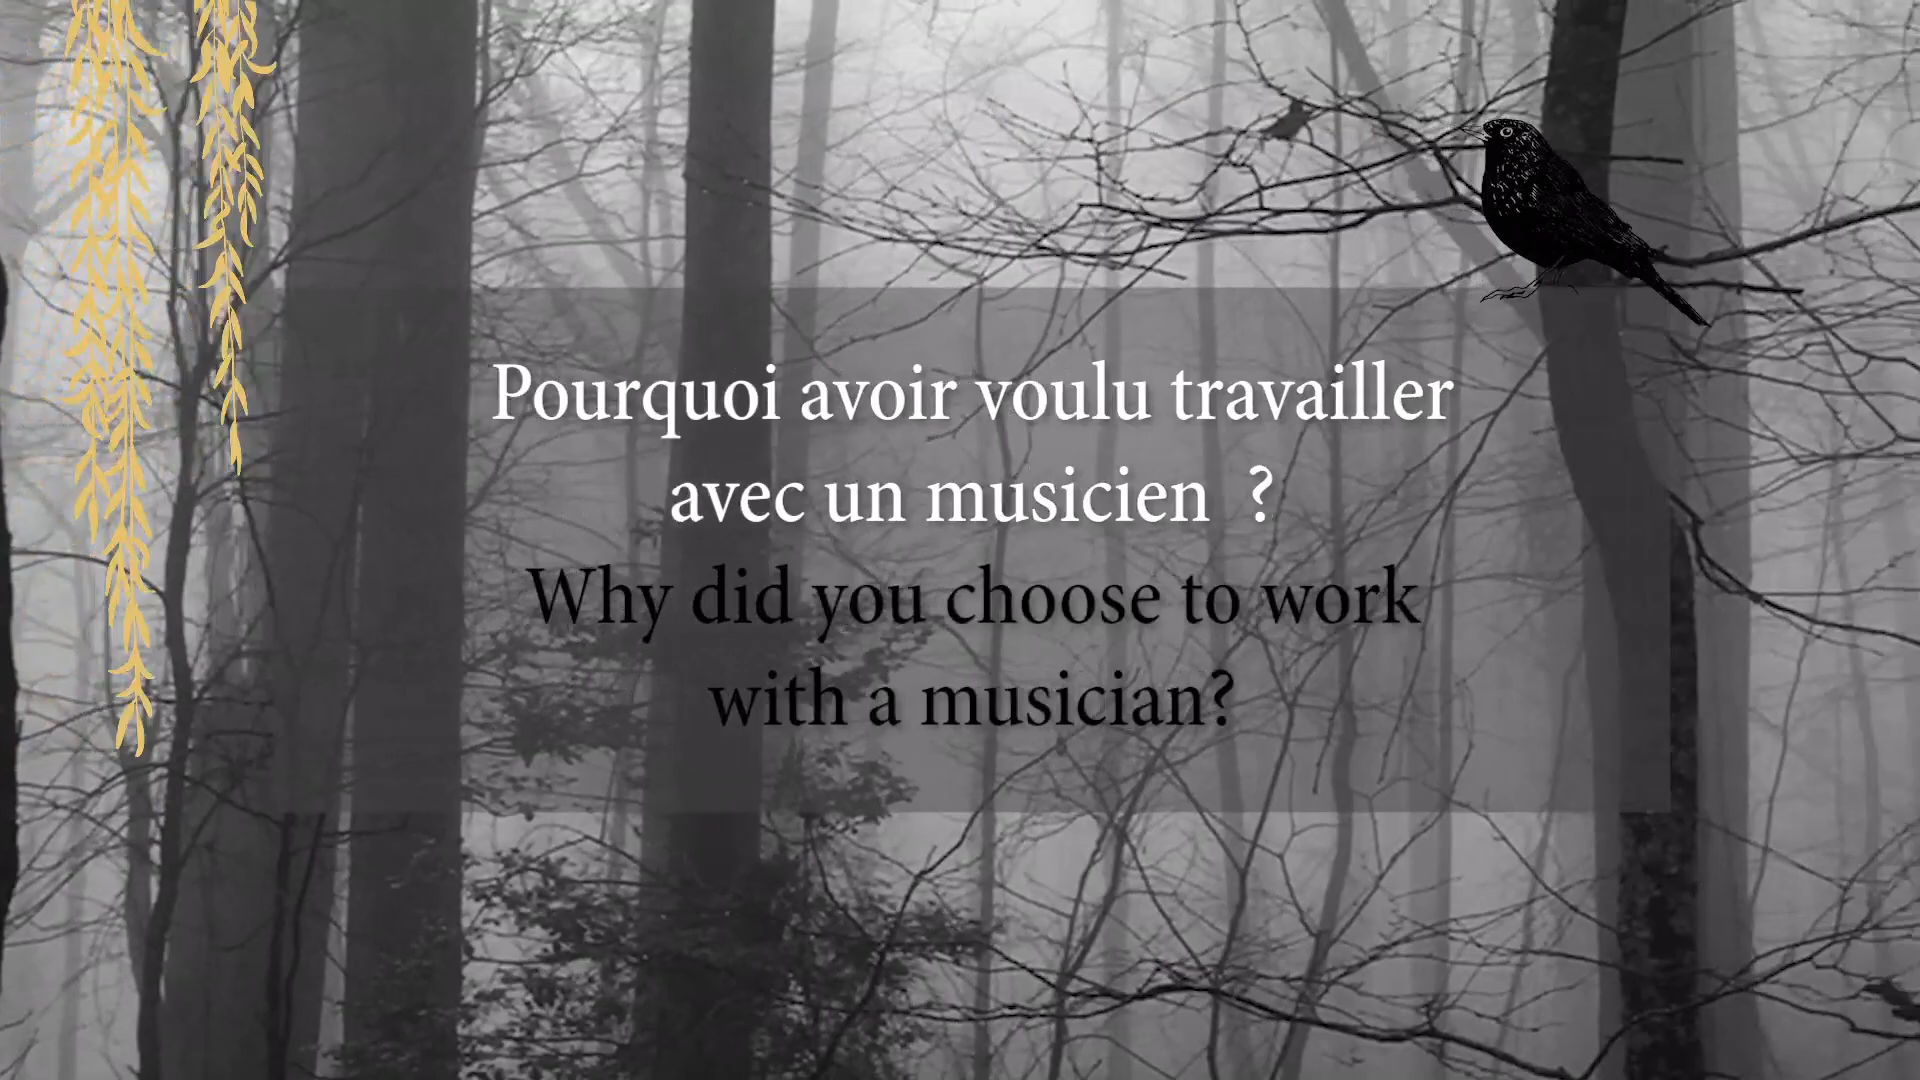 Pourquoi avoir voulu travailler
avec un musicien  ?
Why did you choose to work
with a musician?